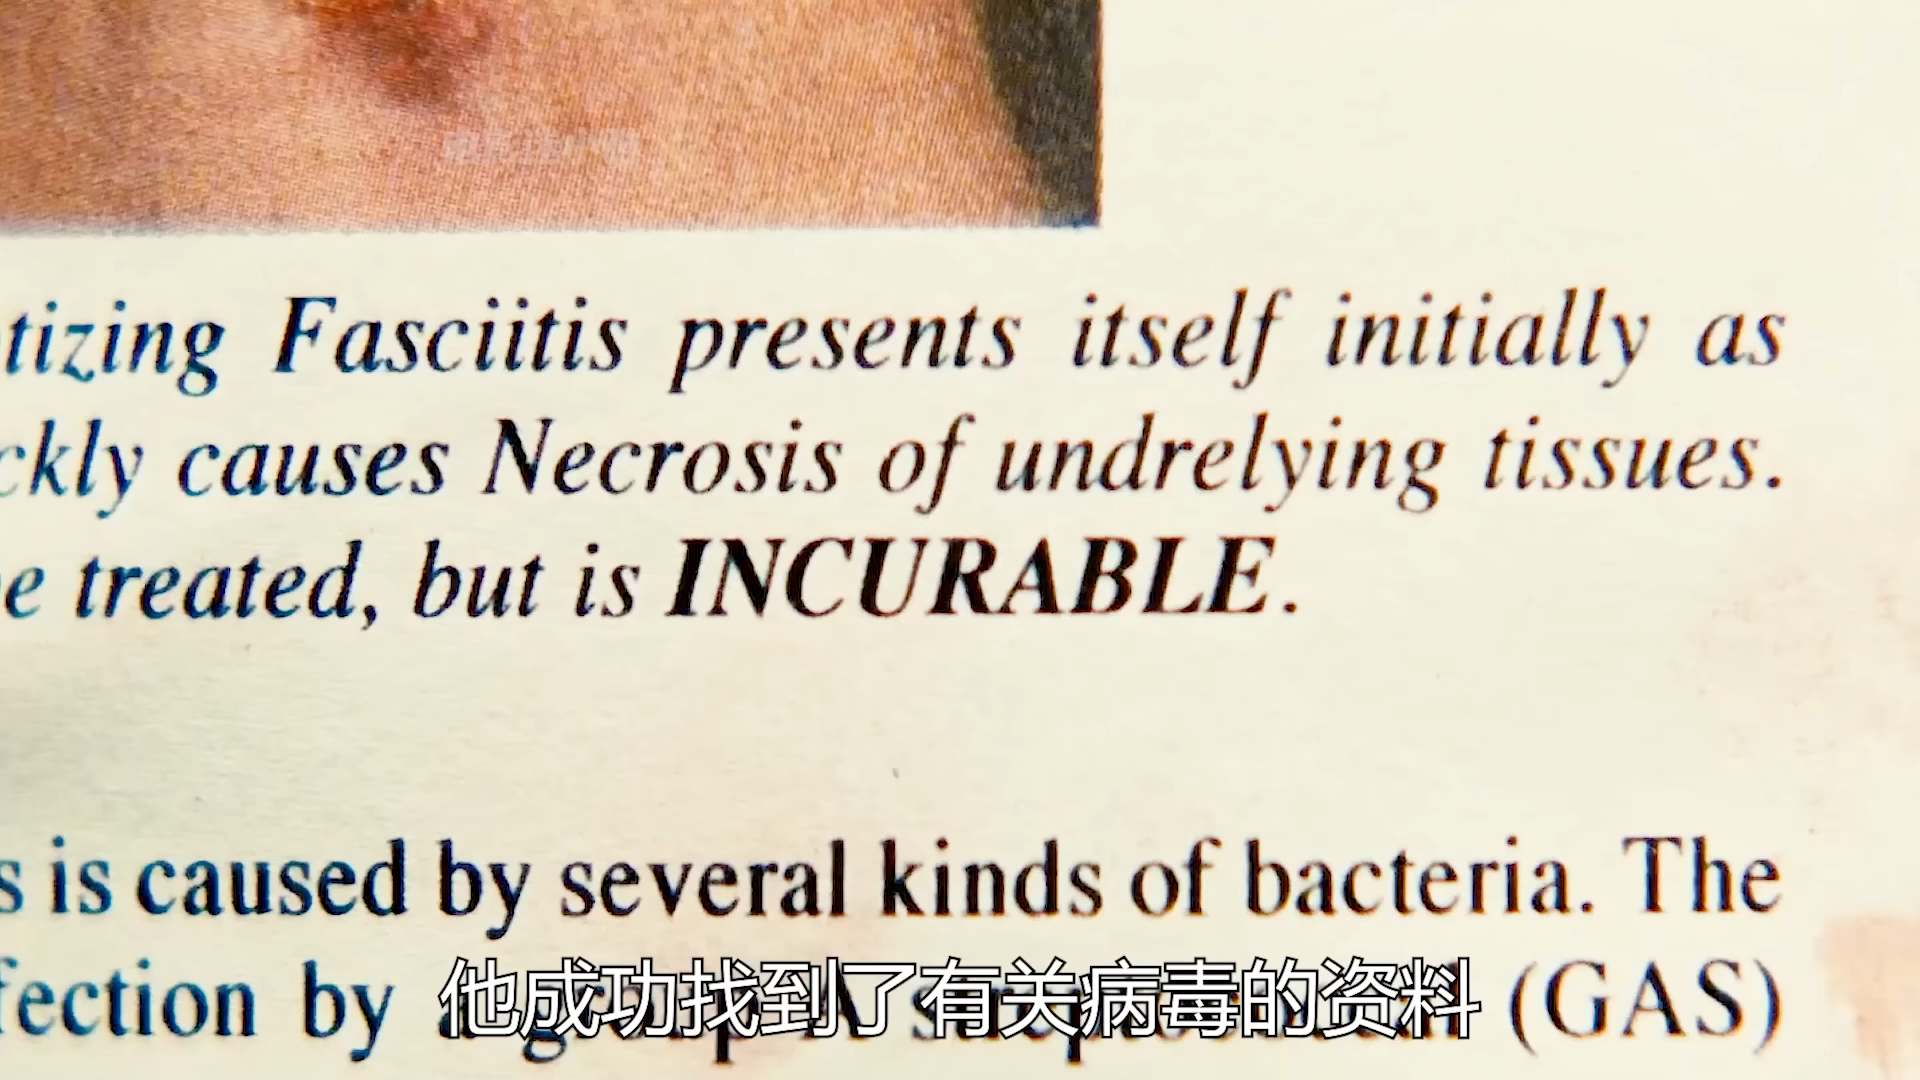 tizing Fasciitis presents itself initially as
ckly causes Necrosis of undrelying tissues.
e treated, but is INCURABLE.
s is caused by several kinds of bacteria. The
fection by a group A (GAS)
他成功找到了有关病毒的资料